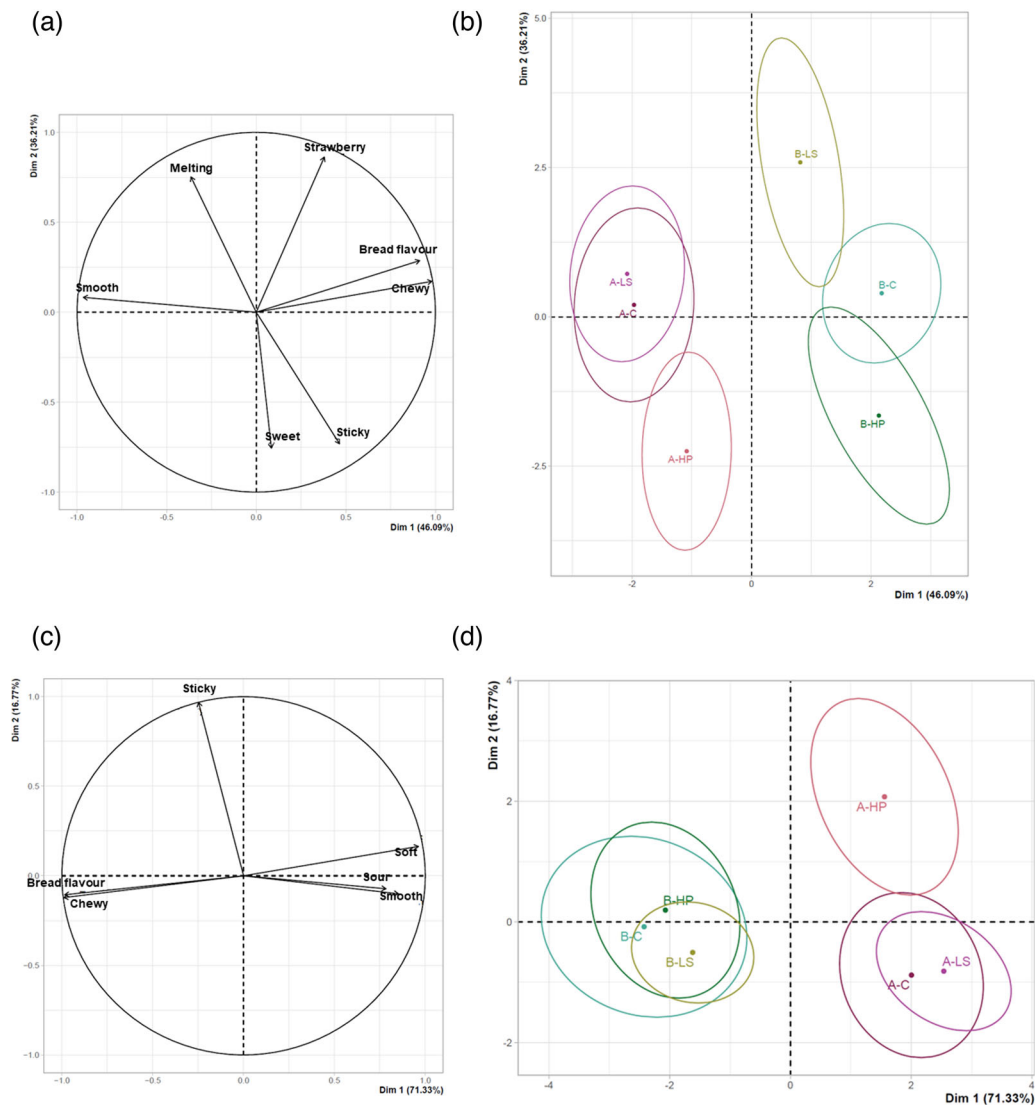 (a)
Dim 2 (36.21%)
1.0
Strawberry
Melting
0.5
Bread flavour
Chewy
Smooth
0.0
-0.5
Sweet
Sticky
-1.0
-1.0
-0.5
0.0
0.5
1.0
Dim 1 (46.09%)
(b)
Dim 2 (36.21%)
5.0
2.5
B-LS
A-LS
A-C
B-C
0.0
B-HP
A-HP
-2.5
-2
0
2
Dim 1 (46.09%)
(c)
Dim 2 (16.77%)
1.0
Sticky
0.5
Soft
0.0
Bread flavour
Sour
Chewy
Smooth
-0.5
-1.0
-1.0
-0.5
0.0
0.5
1.0
Dim 1 (71.33%)
(d)
Dim 2 (16.77%)
4
2
A-HP
B-HP
B-C
0
B-LS
A-LS
A-C
-2
-4
-2
0
2
4
Dim 1 (71.33%)